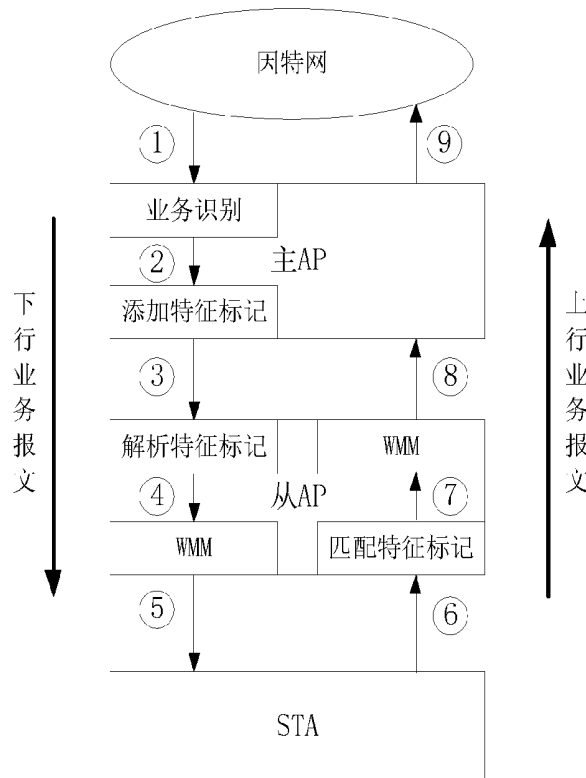 因特网
①
⑨
业务识别
②
主AP
添加特征标记
③
⑧
解析特征标记
WMM
④
从AP
⑦
WMM
匹配特征标记
⑤
⑥
STA
下行业务报文
上行业务报文